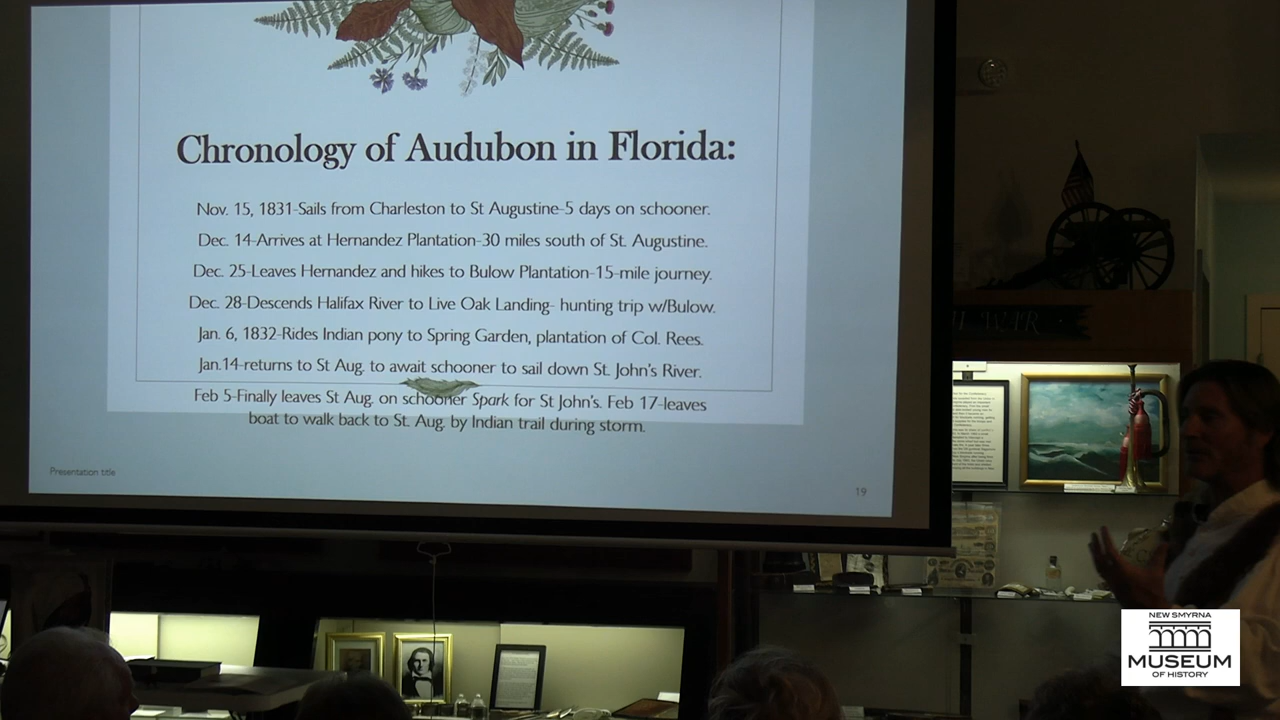 Chronology of Audubon in Florida:
Nov. 15, 1831-Sails from Charleston to St Augustine-5 days on schooner.
Dec. 14-Arrives at Hernandez Plantation-30 miles south of St. Augustine.
Dec. 25-Leaves Hernandez and hikes to Bulow Plantation-15-mile journey.
Dec. 28-Descends Halifax River to Live Oak Landing- hunting trip w/Bulow.
Jan. 6, 1832-Rides Indian pony to Spring Garden, plantation of Col. Rees.
Jan.14-returns to St Aug. to await schooner to sail down St. John's River.
Feb 5-Finally leaves St Aug. on schooner Spark for St John's. Feb 17-leaves
boat to walk back to St. Aug. by Indian trail during storm.
Presentation title
19
WAR
NEW SMYRNA
MUSEUM
OF HISTORY